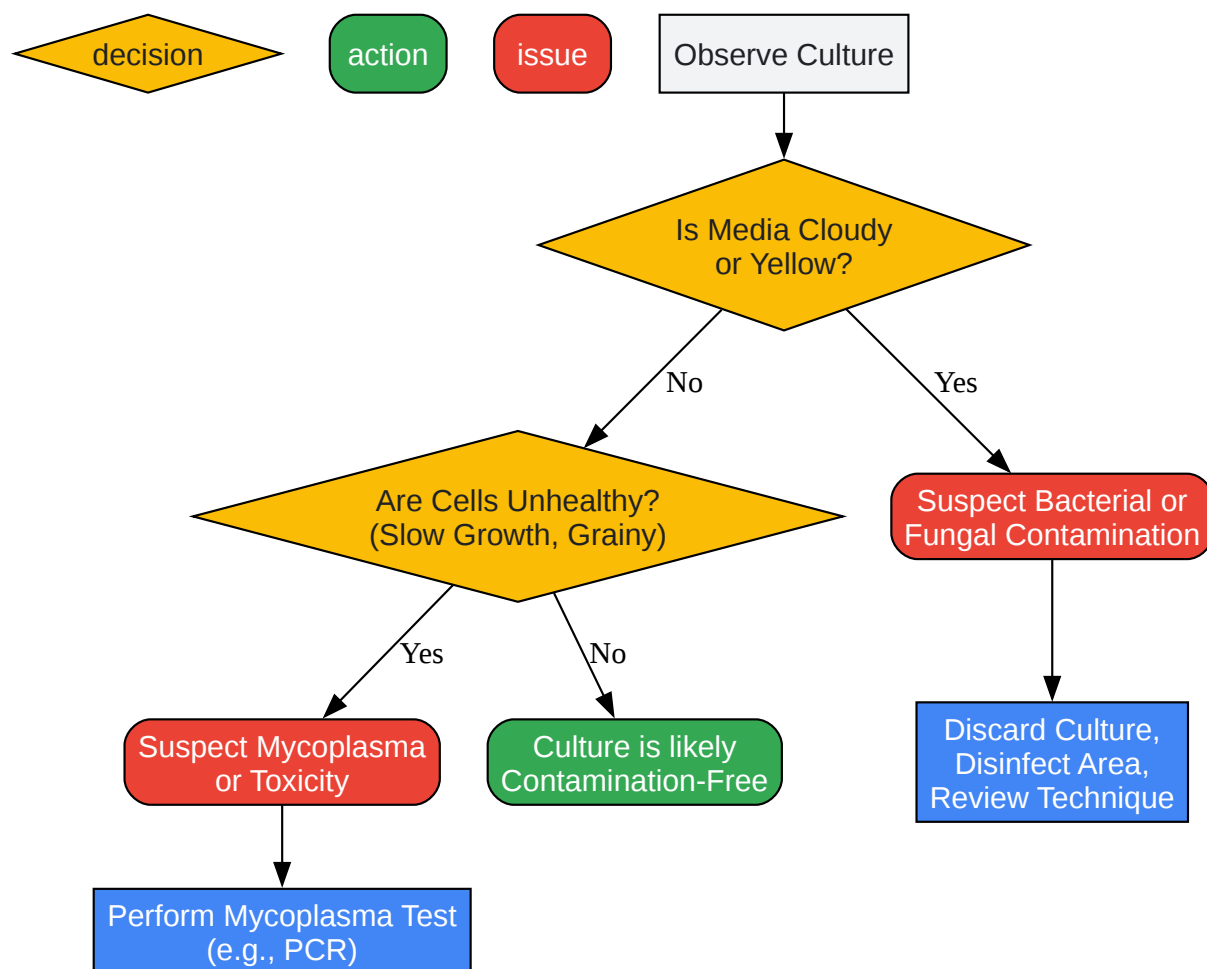 decision
action
issue
Observe Culture
Is Media Cloudy
or Yellow?
No
Yes
Are Cells Unhealthy?
(Slow Growth, Grainy)
Suspect Bacterial or
Fungal Contamination
Yes
No
Suspect Mycoplasma
or Toxicity
Culture is likely
Contamination-Free
Discard Culture,
Disinfect Area,
Review Technique
Perform Mycoplasma Test
(e.g., PCR)